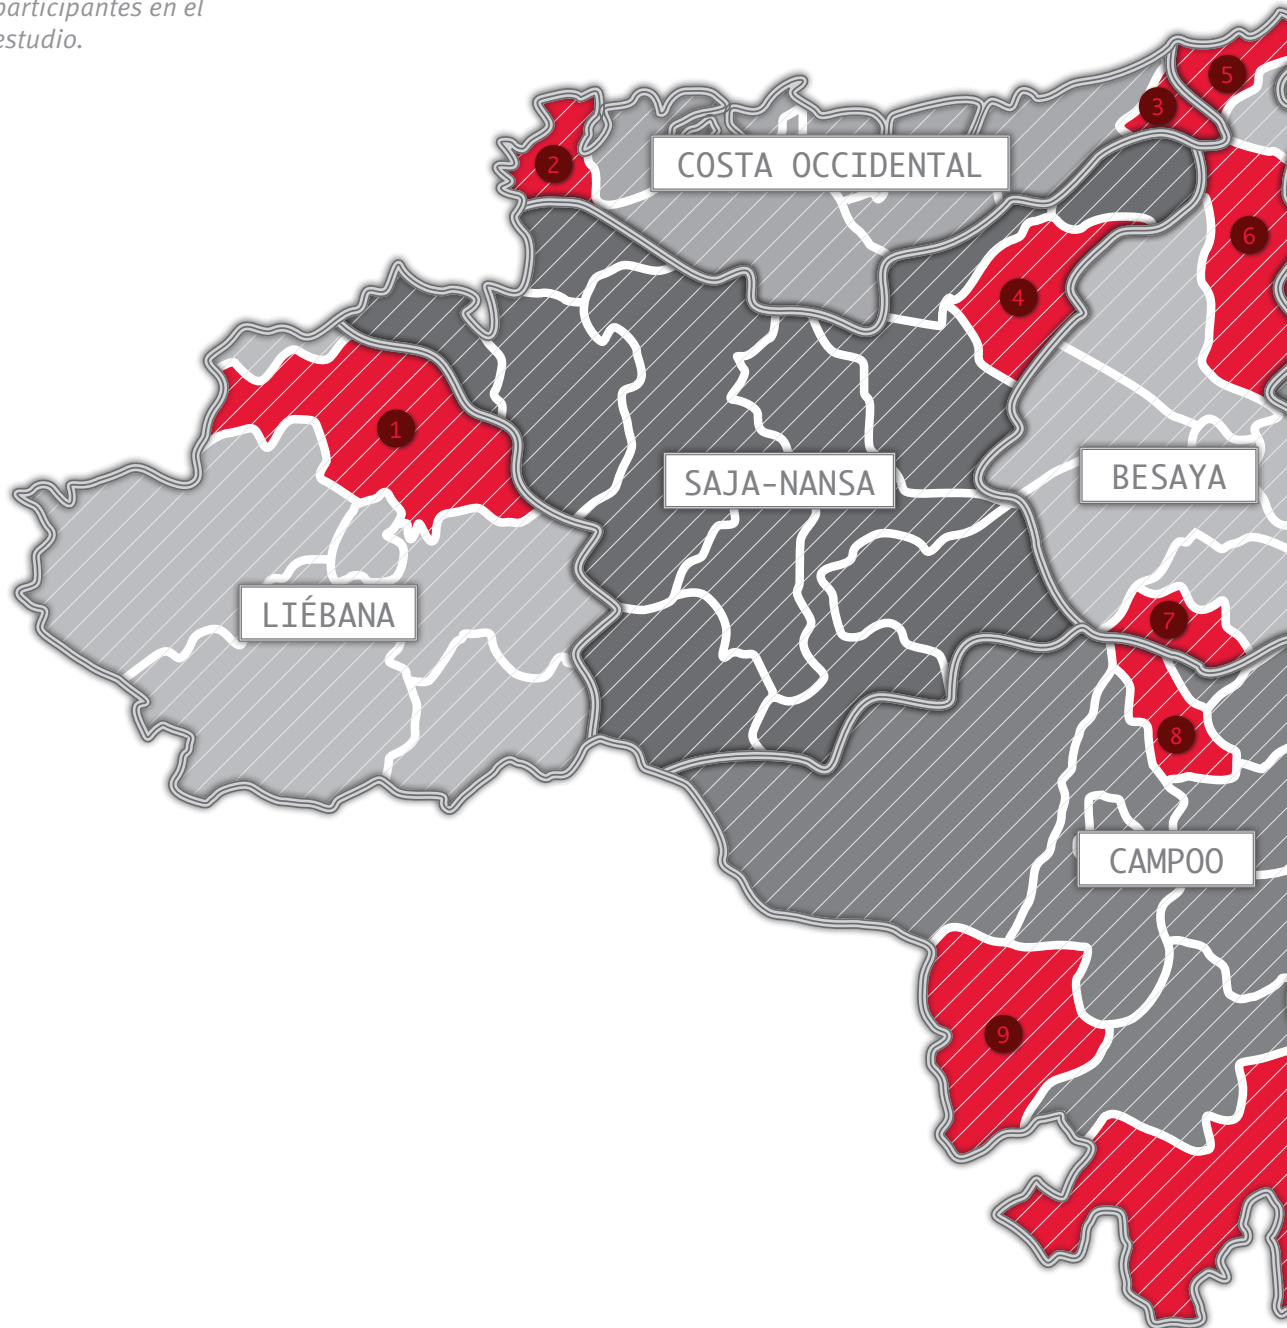 participantes en el
estudio.
5
3
2
COSTA OCCIDENTAL
6
4
1
SAJA-NANSA
BESAYA
LIÉBANA
7
8
CAMPOO
9